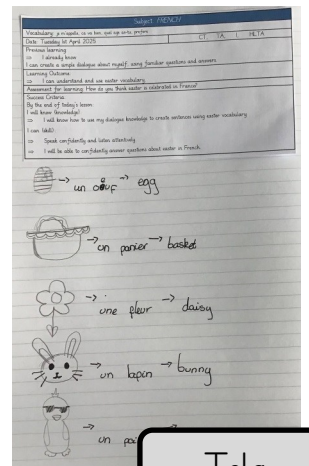 Subject: FRENCH
Vocabulary: je m'appelle, ca va bien, quel age as-tu, prefere
Date: Tuesday 1st April 2025
CT, TA, I, HLTA
Previous learning
⇒ I already know
I can create a simple dialogue about myself, using familiar questions and answers
Learning Outcome:
⇒ I can understand and use easter vocabulary
Assessment for learning: How do you think easter is celebrated in France?
Success Criteria:
By the end of today's lesson:
I will know (knowledge)
⇒ I will know how to use my dialogue knowledge to create sentences using easter vocabulary
I can (skill):
⇒ Speak confidently and listen attentively
⇒ I will be able to confidently answer questions about easter in French.
→ un oeuf → egg
→ un panier → basket
→ une fleur → daisy
→ un lapin → bunny
→ un